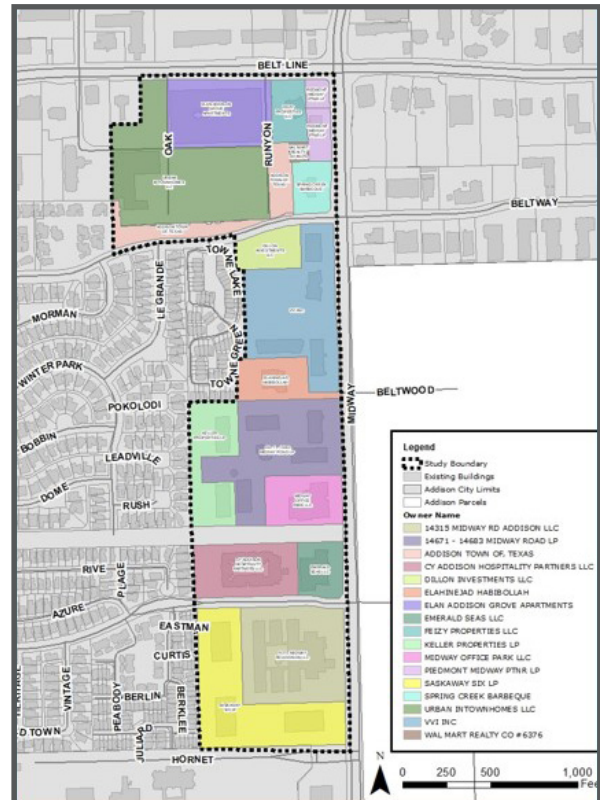 BELT LINE
OAK
RUNYON
BELTWAY
TOWNE LAKE
LE GRANDE
MORMAN
TOWNE GREEN
WINTER PARK
MIDWAY
BELTWOOD
POKOLODI
BOBBIN
LEADVILLE
DOME
RUSH
RIVE
PLAGE
AZURE
EASTMAN
CURTIS
VINTAGE
PEABODY
BERLIN
BERKLEE
JULIARD
D TOWN
HORNET
Legend
Study Boundary
Existing Buildings
Addison City Limits
Addison Parcels
Owner Name
14315 MIDWAY RD ADDISON LLC
14671 - 14683 MIDWAY ROAD LP
ADDISON TOWN OF, TEXAS
CY ADDISON HOSPITALITY PARTNERS LLC
DILLON INVESTMENTS LLC
ELAHINEJAD HABIBOLLAH
ELAN ADDISON GROVE APARTMENTS
EMERALD SEAS LLC
FEIZY PROPERTIES LLC
KELLER PROPERTIES LP
MIDWAY OFFICE PARK LLC
PIEDMONT MIDWAY PTNR LP
SASKAWAY SIX LP
SPRING CREEK BARBEQUE
URBAN INTOWNHOMES LLC
VVI INC
WAL MART REALTY CO #6376
N
0 250 500 1,000
Fee